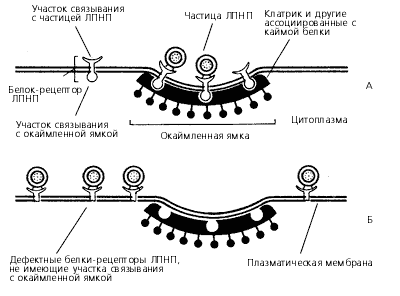 Участок связывания
с частицей ЛПНП
Частица ЛПНП
Клатрик и другие
ассоциированные с
каймой белки
Белок-рецептор
ЛПНП
А
Цитоплазма
Участок связывания
с окаймленной ямкой
Окаймленная ямка
Б
Дефектные белки-рецепторы ЛПНП,
не имеющие участка связывания
с окаймленной ямкой
Плазматическая мембрана